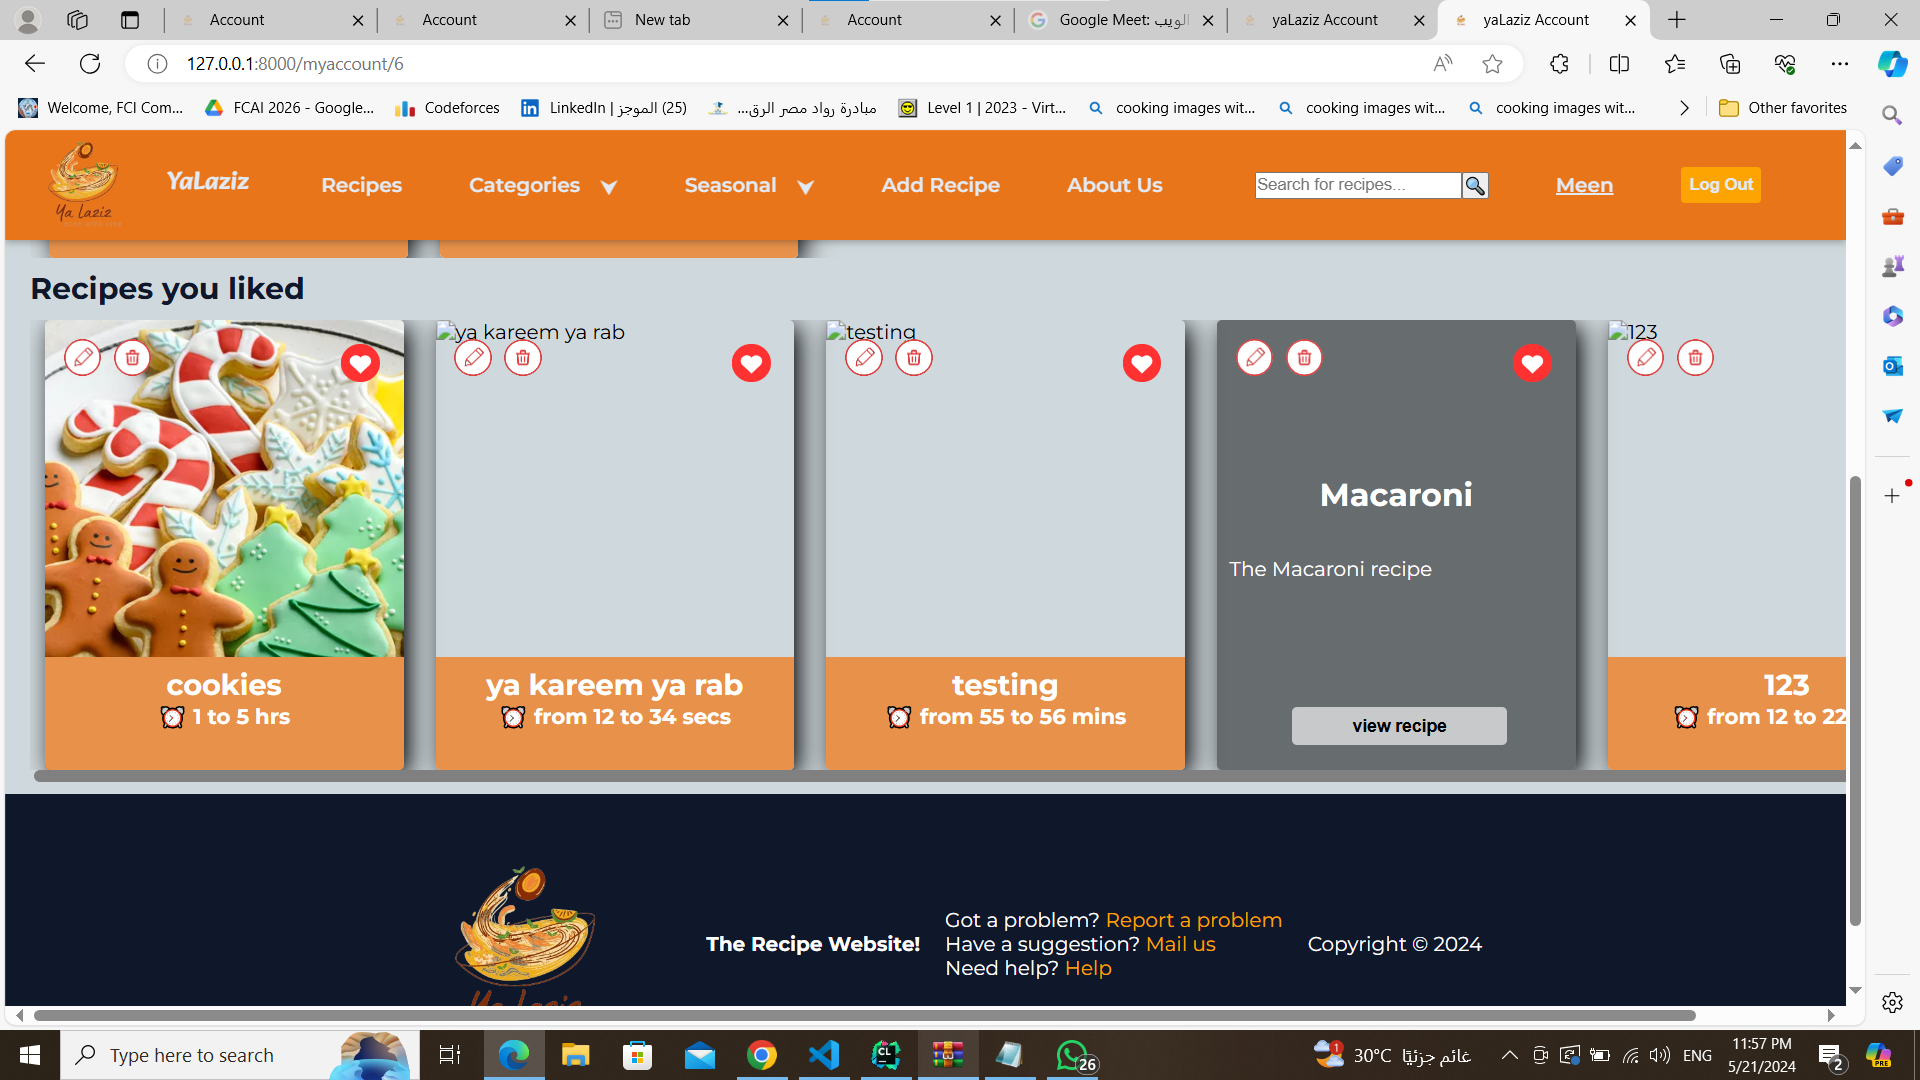 Account
Account
New tab
Account
Google Meet: الويب
yaLaziz Account
yaLaziz Account
127.0.0.1:8000/myaccount/6
Welcome, FCI Com...
FCAI 2026 - Google...
Codeforces
LinkedIn | الموجز (25)
مبادرة رواد مصر الرق...
Level 1 | 2023 - Virt...
cooking images wit...
cooking images wit...
cooking images wit...
Other favorites
Ya laziz
YaLaziz
Recipes
Categories
Seasonal
Add Recipe
About Us
Search for recipes...
Meen
Log Out
Recipes you liked
ya kareem ya rab
testing
123
Macaroni
The Macaroni recipe
view recipe
cookies
1 to 5 hrs
ya kareem ya rab
from 12 to 34 secs
testing
from 55 to 56 mins
123
from 12 to 22
Ya laziz
The Recipe Website!
Got a problem? Report a problem
Have a suggestion? Mail us
Need help? Help
Copyright © 2024
Type here to search
26
1
30°C غائم جزئيًا
ENG
11:57 PM
5/21/2024
2
PRE